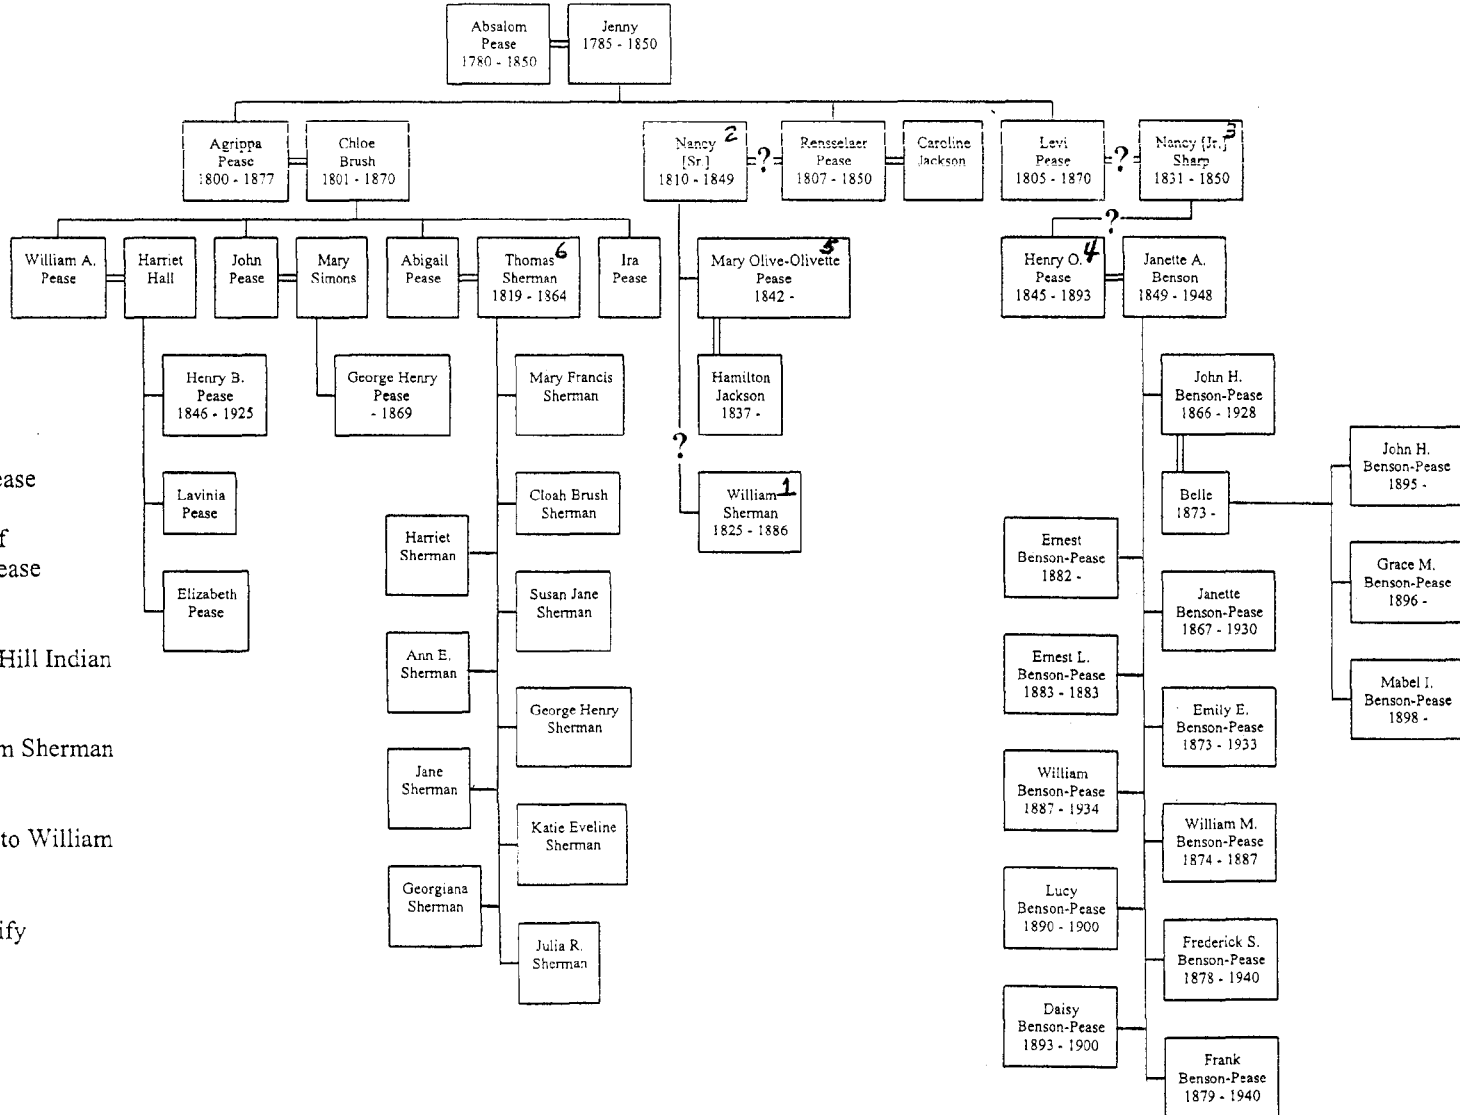 Absalom
Pease
1780 - 1850
Jenny
1785 - 1850
Agrippa
Pease
1800 - 1877
Chloe
Brush
1801 - 1870
Nancy 2
[Sr.]
1810 - 1849
?
Rensselaer
Pease
1807 - 1850
Caroline
Jackson
Levi
Pease
1805 - 1870
?
Nancy [Jr.] 3
Sharp
1831 - 1850
?
William A.
Pease
Harriet
Hall
John
Pease
Mary
Simons
Abigail
Pease
Thomas 6
Sherman
1819 - 1864
Ira
Pease
Mary Olive-Olivette 5
Pease
1842 -
Henry O. 4
Pease
1845 - 1893
Janette A.
Benson
1849 - 1948
Henry B.
Pease
1846 - 1925
George Henry
Pease
- 1869
Mary Francis
Sherman
Hamilton
Jackson
1837 -
John H.
Benson-Pease
1866 - 1928
?
John H.
Benson-Pease
1895 -
ease
Lavinia
Pease
Cloah Brush
Sherman
William 1
Sherman
1825 - 1886
Belle
1873 -
f
ease
Harriet
Sherman
Ernest
Benson-Pease
1882 -
Grace M.
Benson-Pease
1896 -
Elizabeth
Pease
Susan Jane
Sherman
Janette
Benson-Pease
1867 - 1930
Hill Indian
Ann E.
Sherman
Ernest L.
Benson-Pease
1883 - 1883
Mabel I.
Benson-Pease
1898 -
George Henry
Sherman
Emily E.
Benson-Pease
1873 - 1933
m Sherman
Jane
Sherman
William
Benson-Pease
1887 - 1934
Katie Eveline
Sherman
William M.
Benson-Pease
1874 - 1887
to William
Georgiana
Sherman
Lucy
Benson-Pease
1890 - 1900
ify
Julia R.
Sherman
Frederick S.
Benson-Pease
1878 - 1940
Daisy
Benson-Pease
1893 - 1900
Frank
Benson-Pease
1879 - 1940